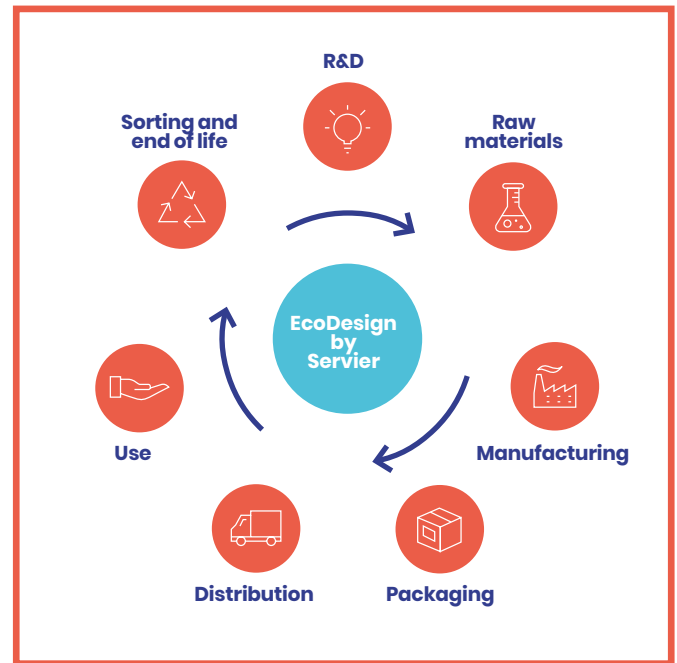 R&D
Sorting and
end of life
Raw
materials
EcoDesign
by
Servier
Use
Manufacturing
Distribution
Packaging